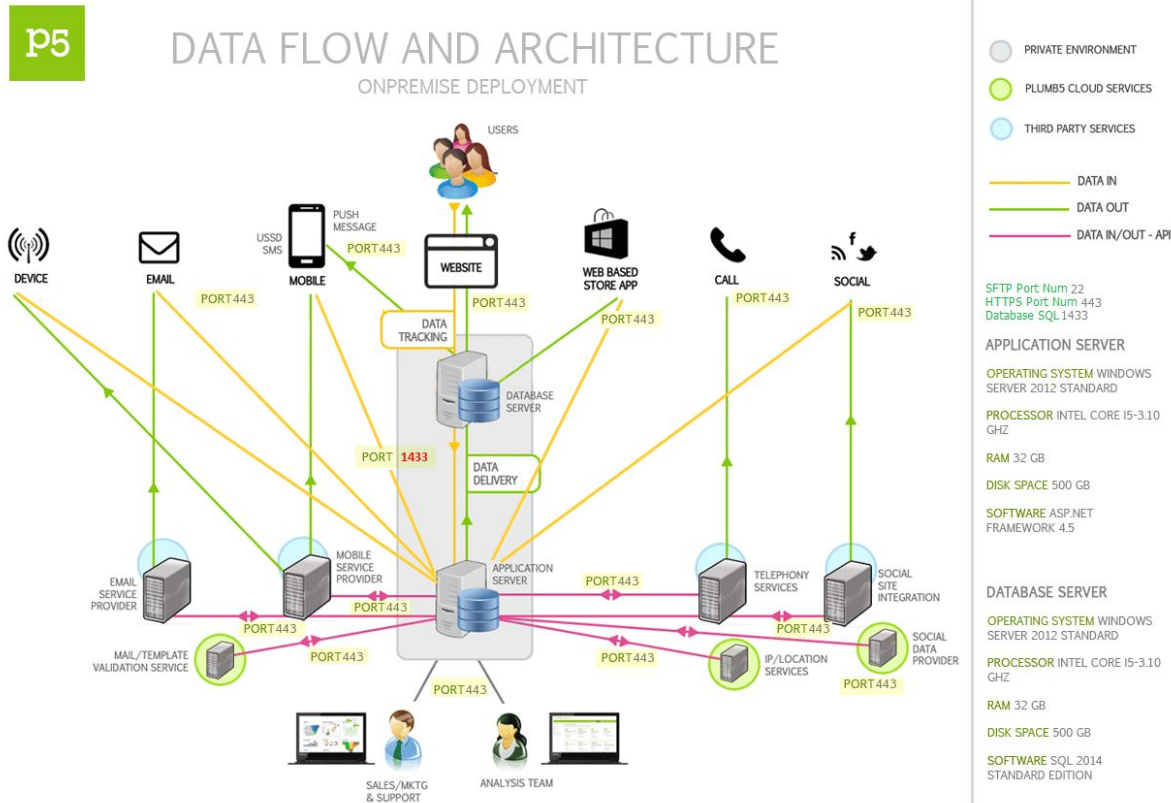 p5
DATA FLOW AND ARCHITECTURE
ONPREMISE DEPLOYMENT
USERS
PUSH
MESSAGE
USSD
SMS
PORT443
DEVICE
EMAIL
MOBILE
WEBSITE
WEB BASED
STORE APP
CALL
SOCIAL
PORT443
PORT443
PORT443
PORT443
PORT443
DATA
TRACKING
DATABASE
SERVER
PORT 1433
DATA
DELIVERY
EMAIL
SERVICE
PROVIDER
MOBILE
SERVICE
PROVIDER
APPLICATION
SERVER
TELEPHONY
SERVICES
SOCIAL
SITE
INTEGRATION
PORT443
PORT443
PORT443
PORT443
MAIL/TEMPLATE
VALIDATION SERVICE
PORT443
PORT443
IP/LOCATION
SERVICES
SOCIAL
DATA
PROVIDER
PORT443
PORT443
SALES/MKTG
& SUPPORT
ANALYSIS TEAM
PRIVATE ENVIRONMENT
PLUMB5 CLOUD SERVICES
THIRD PARTY SERVICES
DATA IN
DATA OUT
DATA IN/OUT - API
SFTP Port Num 22
HTTPS Port Num 443
Database SQL 1433
APPLICATION SERVER
OPERATING SYSTEM WINDOWS
SERVER 2012 STANDARD
PROCESSOR INTEL CORE I5-3.10
GHZ
RAM 32 GB
DISK SPACE 500 GB
SOFTWARE ASP.NET
FRAMEWORK 4.5
DATABASE SERVER
OPERATING SYSTEM WINDOWS
SERVER 2012 STANDARD
PROCESSOR INTEL CORE I5-3.10
GHZ
RAM 32 GB
DISK SPACE 500 GB
SOFTWARE SQL 2014
STANDARD EDITION